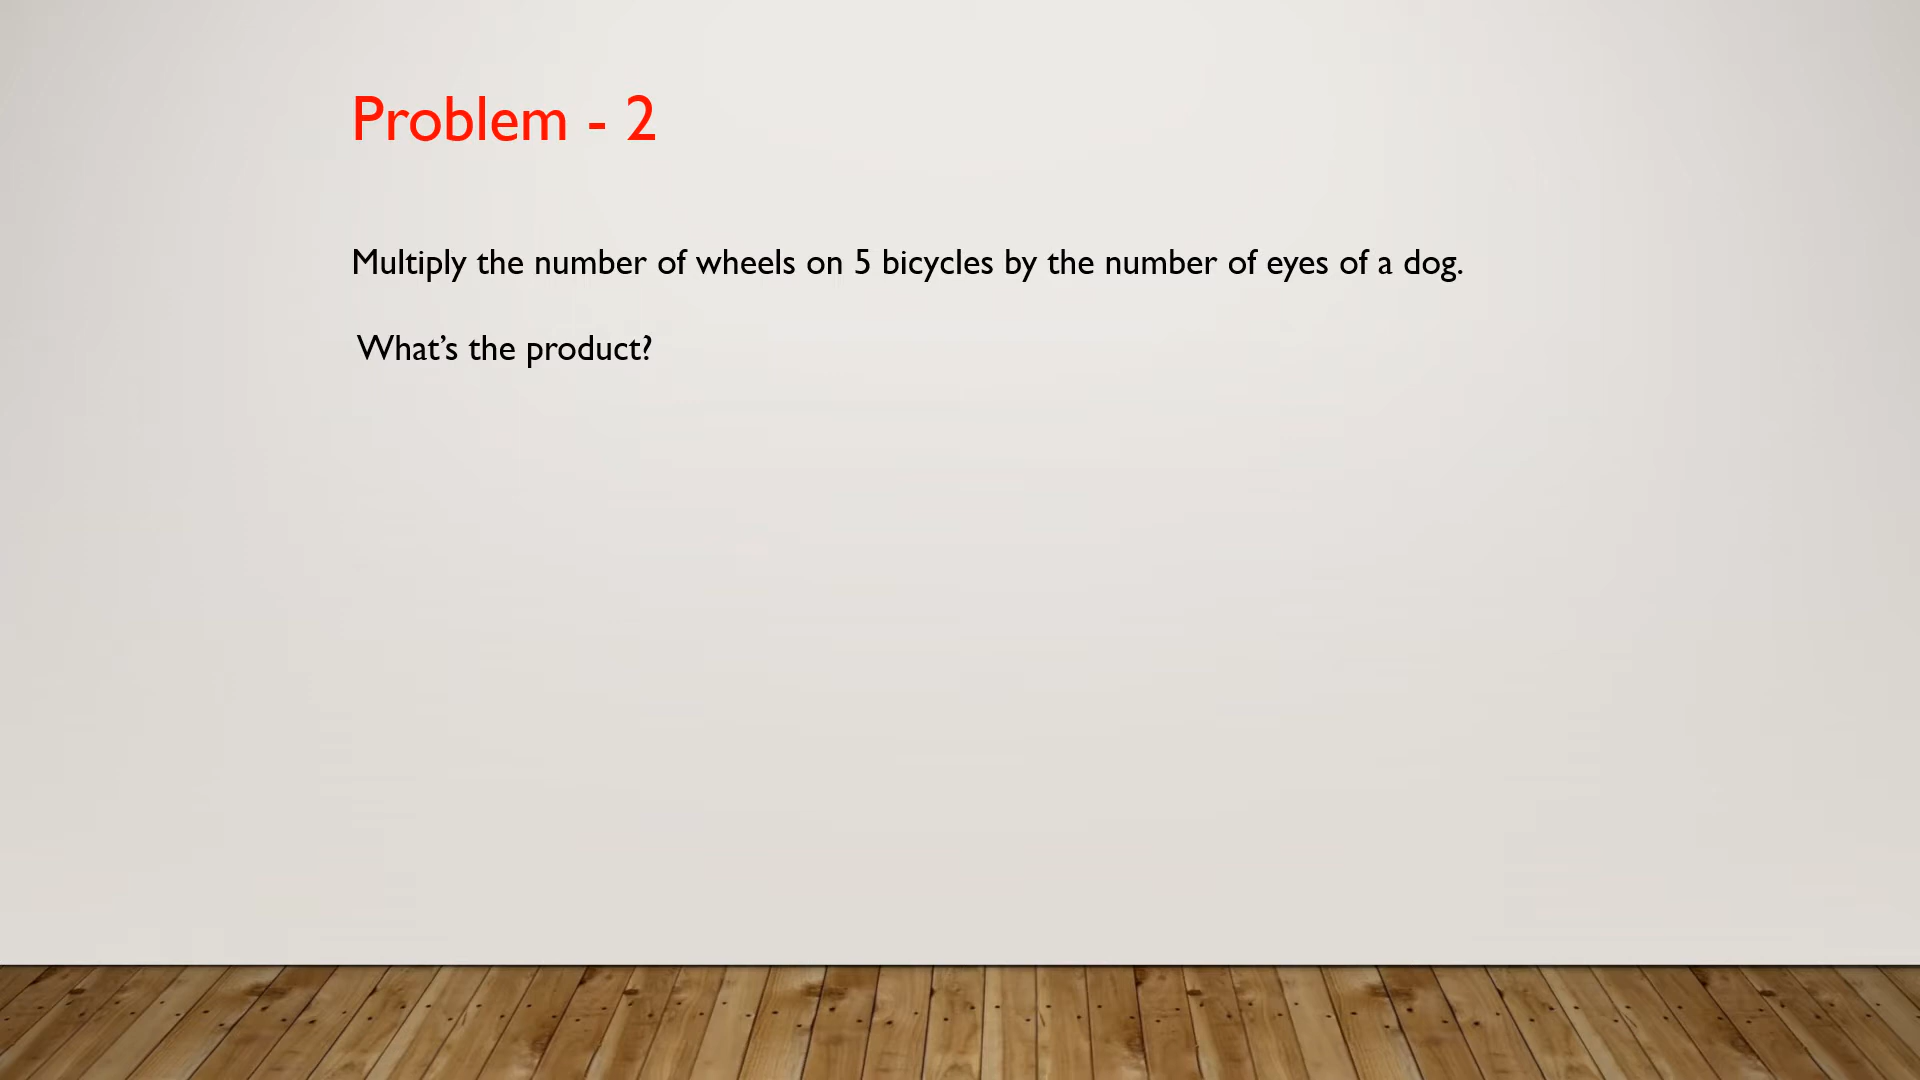 Problem - 2
Multiply the number of wheels on 5 bicycles by the number of eyes of a dog.
What’s the product?